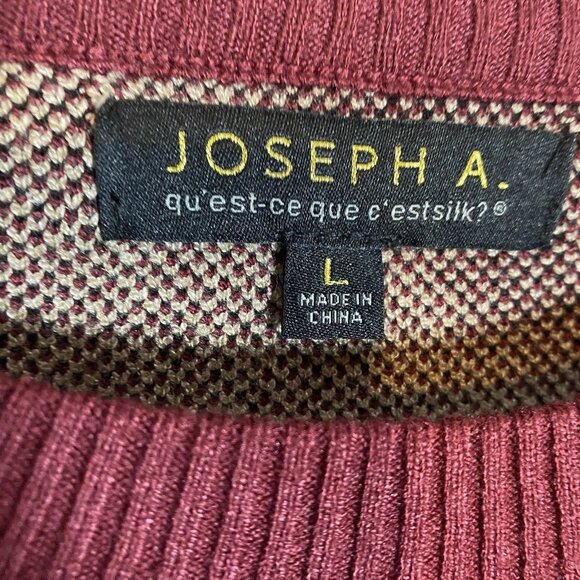 JOSEPH A.
qu'est-ce que c'estsilk?®
L
MADE IN
CHINA